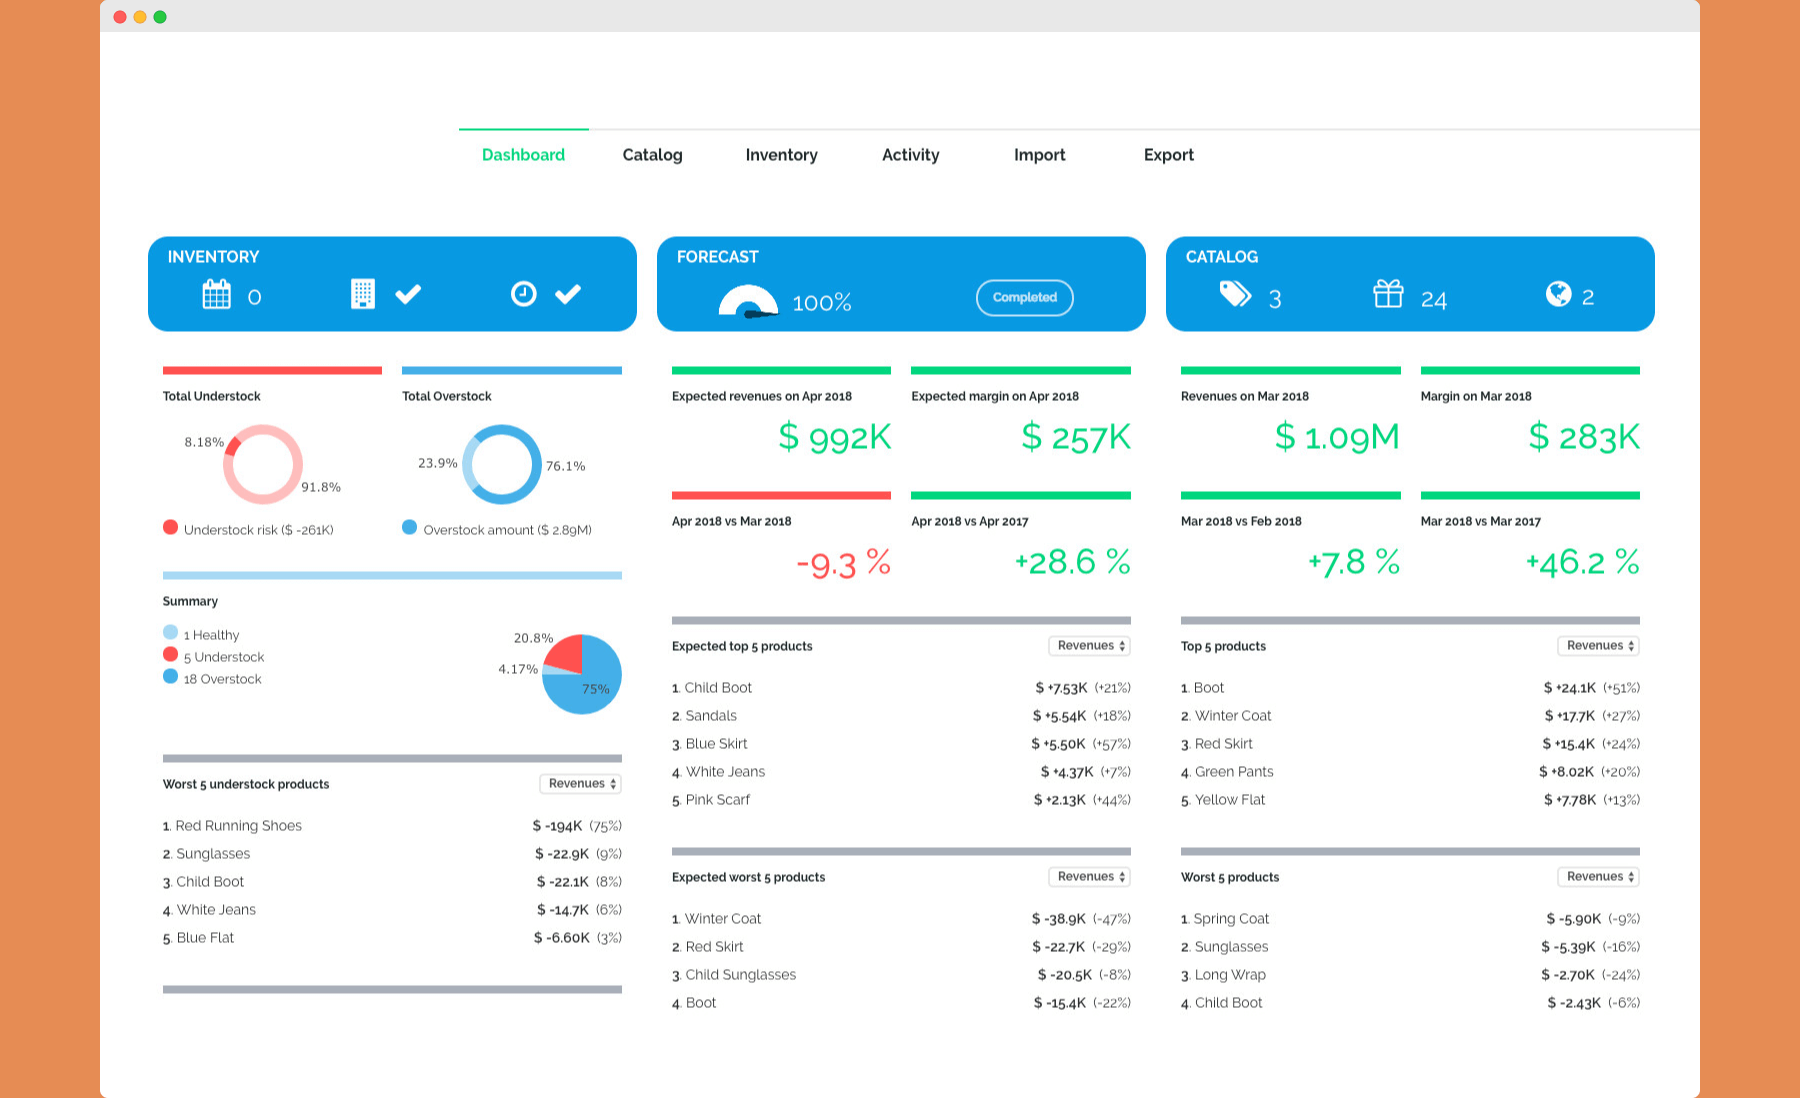 Dashboard Catalog Inventory Activity Import Export
INVENTORY
0
FORECAST
100%
Completed
CATALOG
3
24
2
Total Understock
8.18%
91.8%
Understock risk ($ -261K)
Total Overstock
23.9%
76.1%
Overstock amount ($ 2.89M)
Summary
1 Healthy
5 Understock
18 Overstock
20.8%
4.17%
75%
Worst 5 understock products
Revenues
1. Red Running Shoes $ -194K (75%)
2. Sunglasses $ -22.9K (9%)
3. Child Boot $ -22.1K (8%)
4. White Jeans $ -14.7K (6%)
5. Blue Flat $ -6.60K (3%)
Expected revenues on Apr 2018
$ 992K
Expected margin on Apr 2018
$ 257K
Apr 2018 vs Mar 2018
-9.3 %
Apr 2018 vs Apr 2017
+28.6 %
Expected top 5 products
Revenues
1. Child Boot $ +7.53K (+21%)
2. Sandals $ +5.54K (+18%)
3. Blue Skirt $ +5.50K (+57%)
4. White Jeans $ +4.37K (+7%)
5. Pink Scarf $ +2.13K (+44%)
Expected worst 5 products
Revenues
1. Winter Coat $ -38.9K (-47%)
2. Red Skirt $ -22.7K (-29%)
3. Child Sunglasses $ -20.5K (-8%)
4. Boot $ -15.4K (-22%)
Revenues on Mar 2018
$ 1.09M
Margin on Mar 2018
$ 283K
Mar 2018 vs Feb 2018
+7.8 %
Mar 2018 vs Mar 2017
+46.2 %
Top 5 products
Revenues
1. Boot $ +24.1K (+51%)
2. Winter Coat $ +17.7K (+27%)
3. Red Skirt $ +15.4K (+24%)
4. Green Pants $ +8.02K (+20%)
5. Yellow Flat $ +7.78K (+13%)
Worst 5 products
Revenues
1. Spring Coat $ -5.90K (-9%)
2. Sunglasses $ -5.39K (-16%)
3. Long Wrap $ -2.70K (-24%)
4. Child Boot $ -2.43K (-6%)